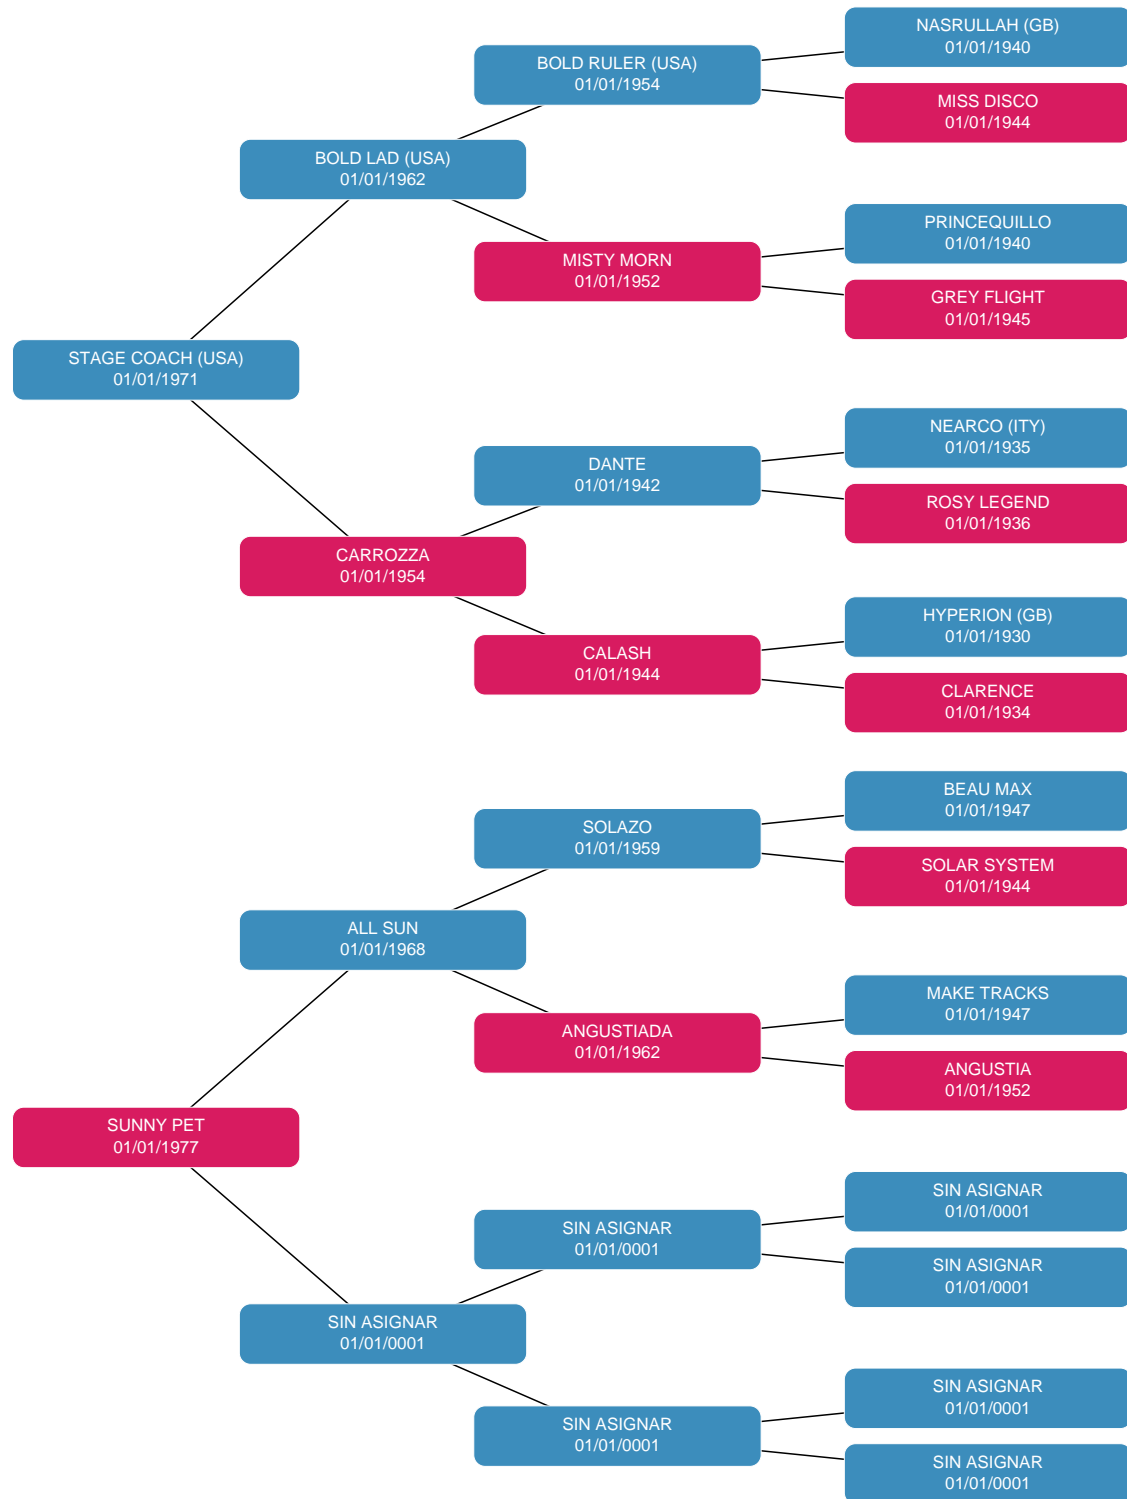 NASRULLAH (GB)
01/01/1940
BOLD RULER (USA)
01/01/1954
MISS DISCO
01/01/1944
BOLD LAD (USA)
01/01/1962
PRINCEQUILLO
01/01/1940
MISTY MORN
01/01/1952
GREY FLIGHT
01/01/1945
STAGE COACH (USA)
01/01/1971
NEARCO (ITY)
01/01/1935
DANTE
01/01/1942
ROSY LEGEND
01/01/1936
CARROZZA
01/01/1954
HYPERION (GB)
01/01/1930
CALASH
01/01/1944
CLARENCE
01/01/1934
BEAU MAX
01/01/1947
SOLAZO
01/01/1959
SOLAR SYSTEM
01/01/1944
ALL SUN
01/01/1968
MAKE TRACKS
01/01/1947
ANGUSTIADA
01/01/1962
ANGUSTIA
01/01/1952
SUNNY PET
01/01/1977
SIN ASIGNAR
01/01/0001
SIN ASIGNAR
01/01/0001
SIN ASIGNAR
01/01/0001
SIN ASIGNAR
01/01/0001
SIN ASIGNAR
01/01/0001
SIN ASIGNAR
01/01/0001
SIN ASIGNAR
01/01/0001